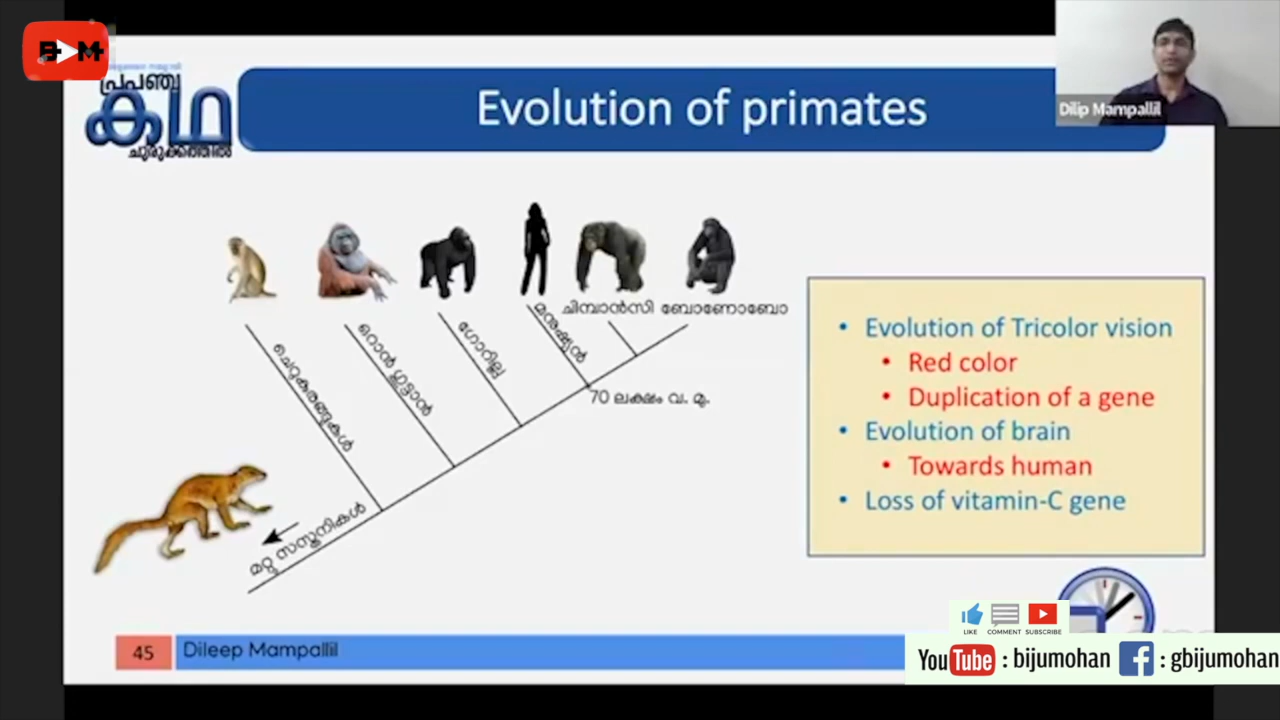 BM
പ്രപഞ്ച
കഥ
ചുരുക്കത്തിൽ
Evolution of primates
Dilip Mampallil
ചിമ്പാൻസി ബോണോബോ
ചെറുകുരങ്ങുകൾ
ഒറാൻ ഗുട്ടാൻ
ഗോറില്ല
മനുഷ്യൻ
70 ലക്ഷം വ. മു.
മറ്റു സസ്തനികൾ
• Evolution of Tricolor vision
• Red color
• Duplication of a gene
• Evolution of brain
• Towards human
• Loss of vitamin-C gene
45
Dileep Mampallil
LIKE COMMENT SUBSCRIBE
YouTube : bijumohan f : gbijumohan